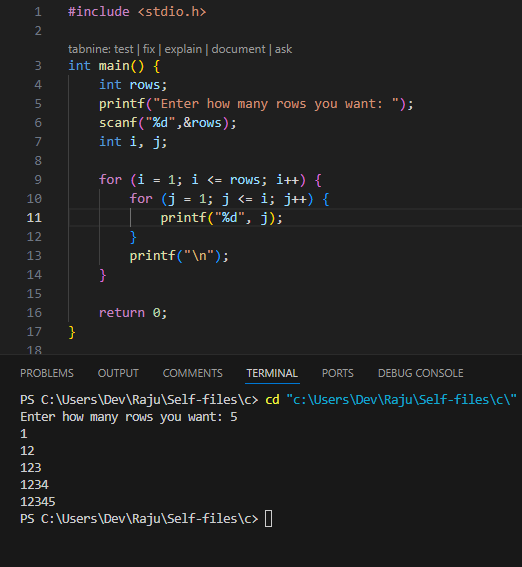 1 #include <stdio.h>
2
tabnine: test | fix | explain | document | ask
3 int main() {
4     int rows;
5     printf("Enter how many rows you want: ");
6     scanf("%d",&rows);
7     int i, j;
8
9     for (i = 1; i <= rows; i++) {
10         for (j = 1; j <= i; j++) {
11             printf("%d", j);
12         }
13         printf("\n");
14     }
15
16     return 0;
17 }
18
PROBLEMS OUTPUT COMMENTS TERMINAL PORTS DEBUG CONSOLE
PS C:\Users\Dev\Raju\Self-files\c> cd "c:\Users\Dev\Raju\Self-files\c\"
Enter how many rows you want: 5
1
12
123
1234
12345
PS C:\Users\Dev\Raju\Self-files\c>